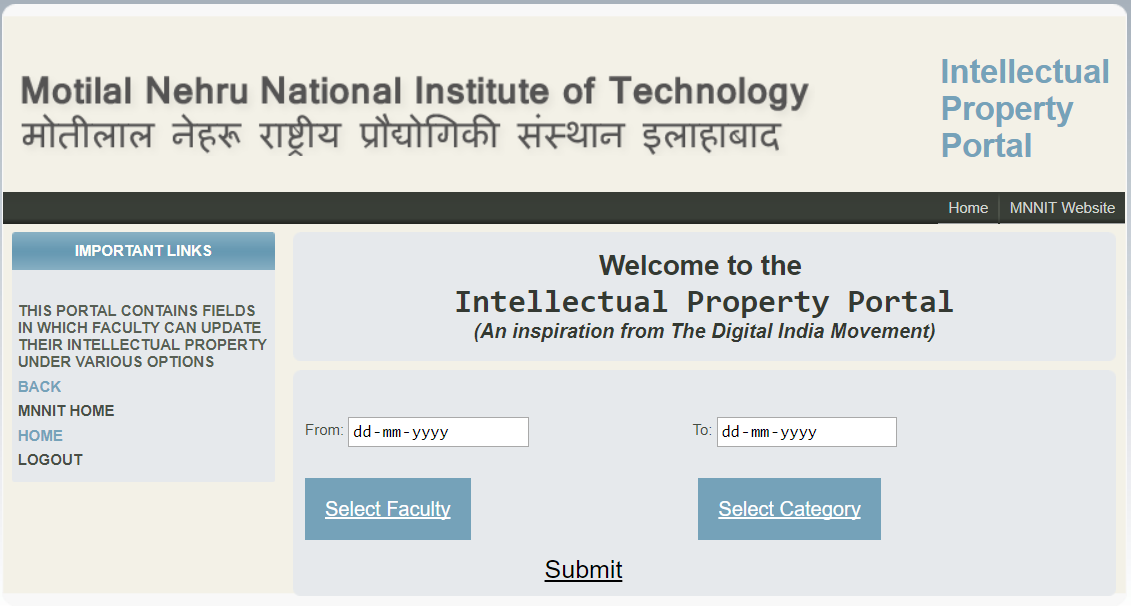 Motilal Nehru National Institute of Technology
मोतीलाल नेहरू राष्ट्रीय प्रौद्योगिकी संस्थान इलाहाबाद
Intellectual
Property
Portal
Home
MNNIT Website
IMPORTANT LINKS
THIS PORTAL CONTAINS FIELDS
IN WHICH FACULTY CAN UPDATE
THEIR INTELLECTUAL PROPERTY
UNDER VARIOUS OPTIONS
BACK
MNNIT HOME
HOME
LOGOUT
Welcome to the
Intellectual Property Portal
(An inspiration from The Digital India Movement)
From: dd-mm-yyyy
To: dd-mm-yyyy
Select Faculty
Select Category
Submit